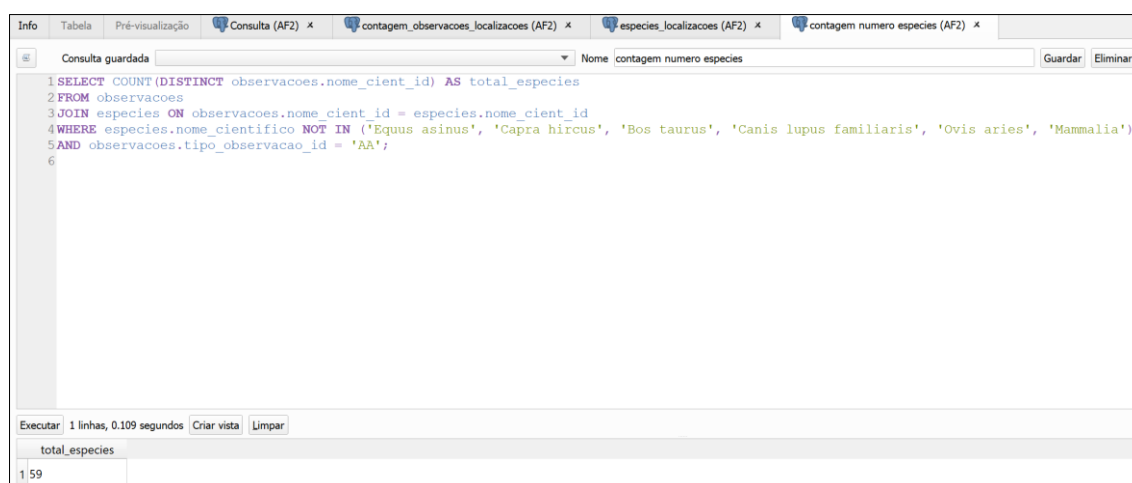 Info Tabela Pré-visualização Consulta (AF2) x contagem_observacoes_localizacoes (AF2) x especies_localizacoes (AF2) x contagem numero especies (AF2) x
Consulta guardada Nome contagem numero especies Guardar Eliminar
1 SELECT COUNT(DISTINCT observacoes.nome_cient_id) AS total_especies
2 FROM observacoes
3 JOIN especies ON observacoes.nome_cient_id = especies.nome_cient_id
4 WHERE especies.nome_cientifico NOT IN ('Equus asinus', 'Capra hircus', 'Bos taurus', 'Canis lupus familiaris', 'Ovis aries', 'Mammalia')
5 AND observacoes.tipo_observacao_id = 'AA';
6
Executar 1 linhas, 0.109 segundos Criar vista Limpar
total_especies
1 59